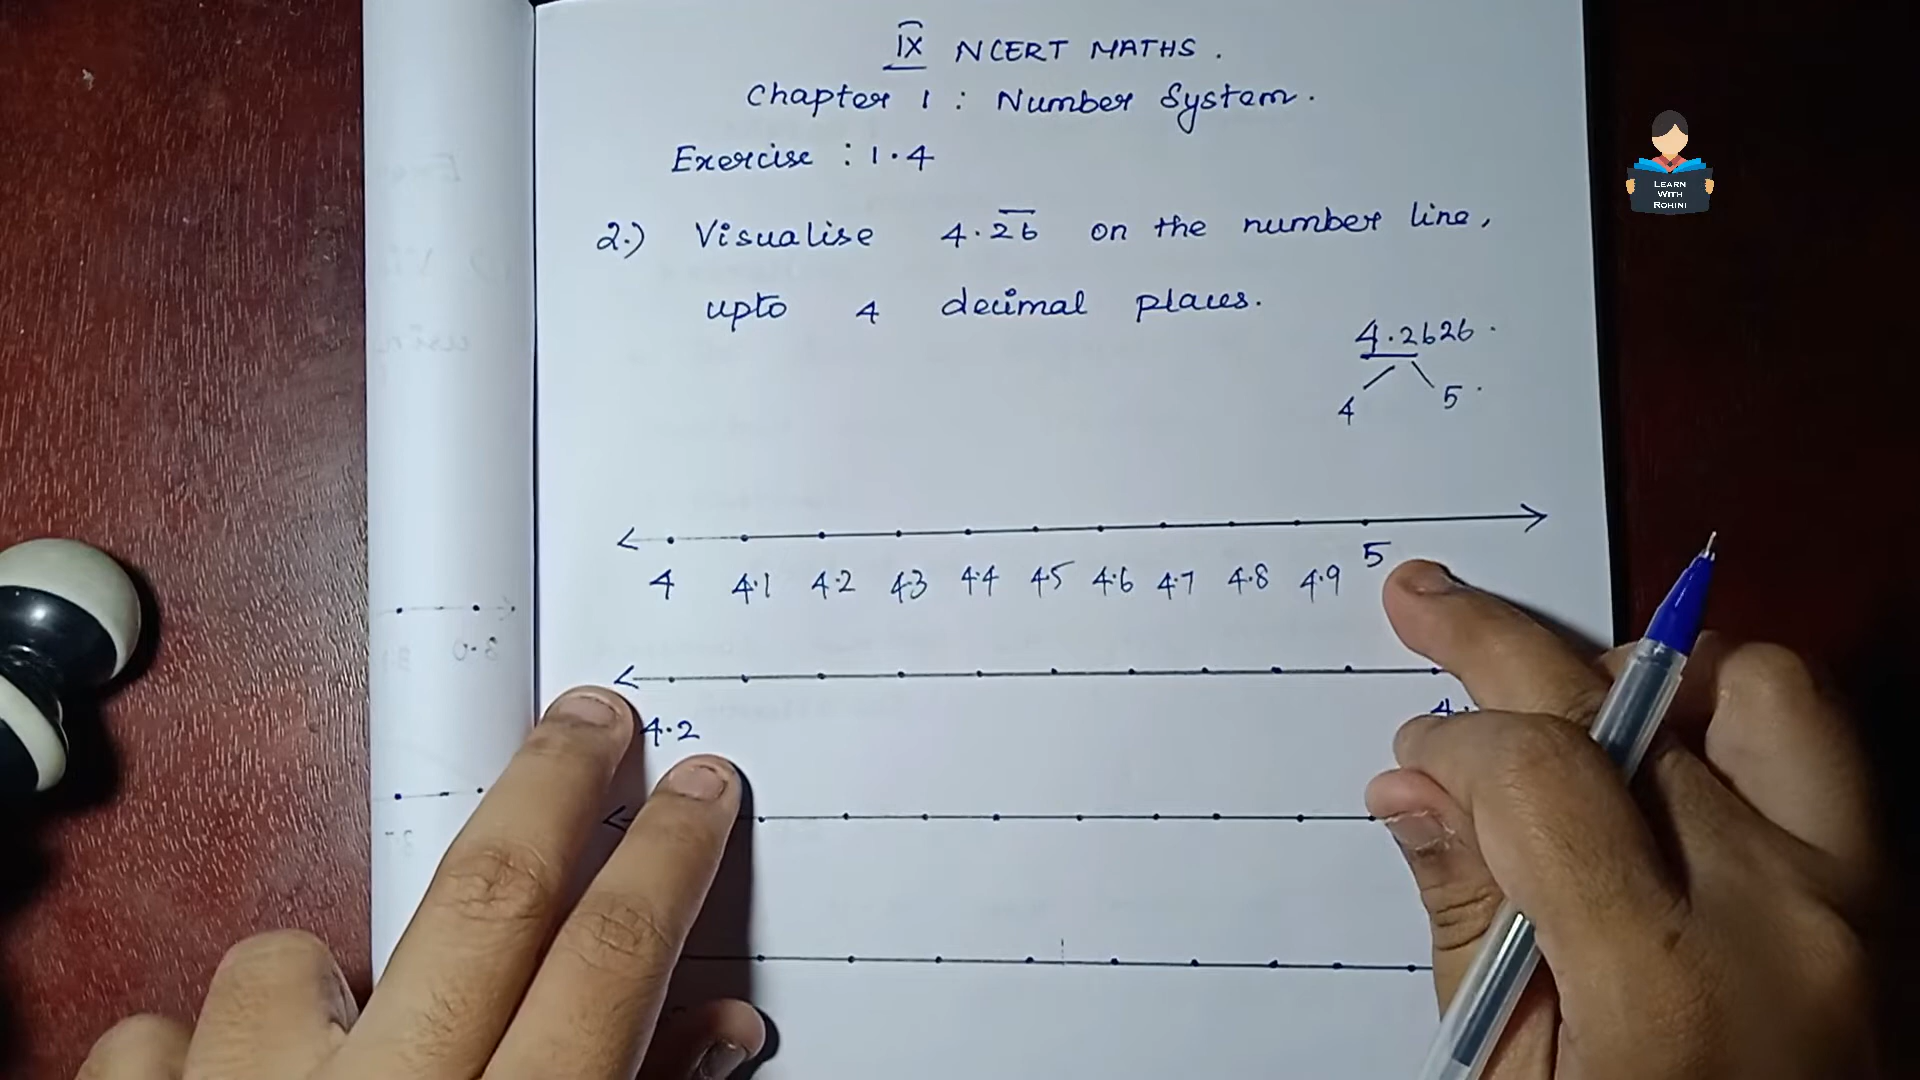 IX NCERT MATHS.
Chapter 1 : Number System.
Exercise : 1.4
LEARN
WITH
ROHINI
2.) Visualise 4.2̅6̅ on the number line,
upto 4 decimal places.
4.2626.
4 5.
4 4.1 4.2 4.3 4.4 4.5 4.6 4.7 4.8 4.9 5
4.2